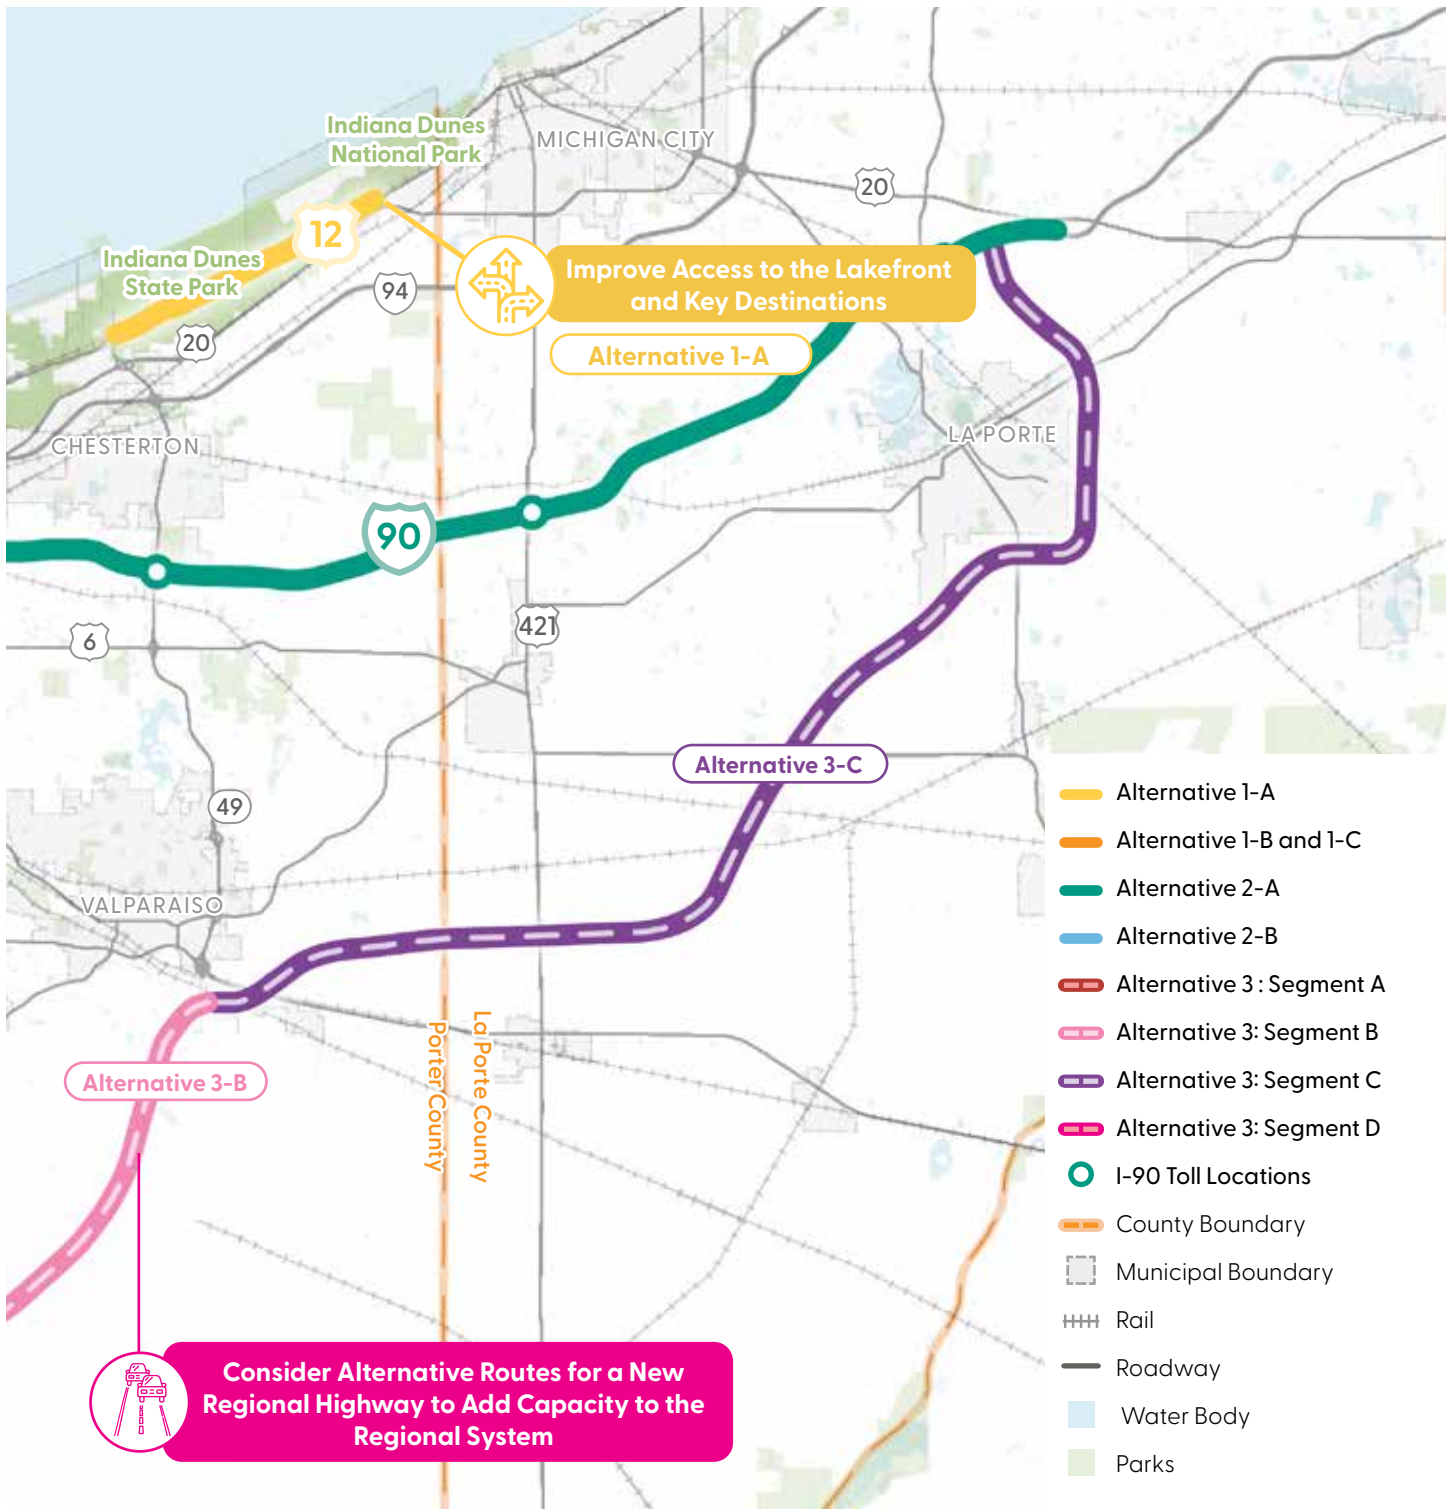 Indiana Dunes
National Park
MICHIGAN CITY
20
12
Indiana Dunes
State Park
94
Improve Access to the Lakefront
and Key Destinations
20
Alternative 1-A
CHESTERTON
LA PORTE
90
421
6
Alternative 3-C
49
VALPARAISO
Porter County
La Porte County
Alternative 3-B
Consider Alternative Routes for a New
Regional Highway to Add Capacity to the
Regional System
Alternative 1-A
Alternative 1-B and 1-C
Alternative 2-A
Alternative 2-B
Alternative 3 : Segment A
Alternative 3: Segment B
Alternative 3: Segment C
Alternative 3: Segment D
I-90 Toll Locations
County Boundary
Municipal Boundary
Rail
Roadway
Water Body
Parks